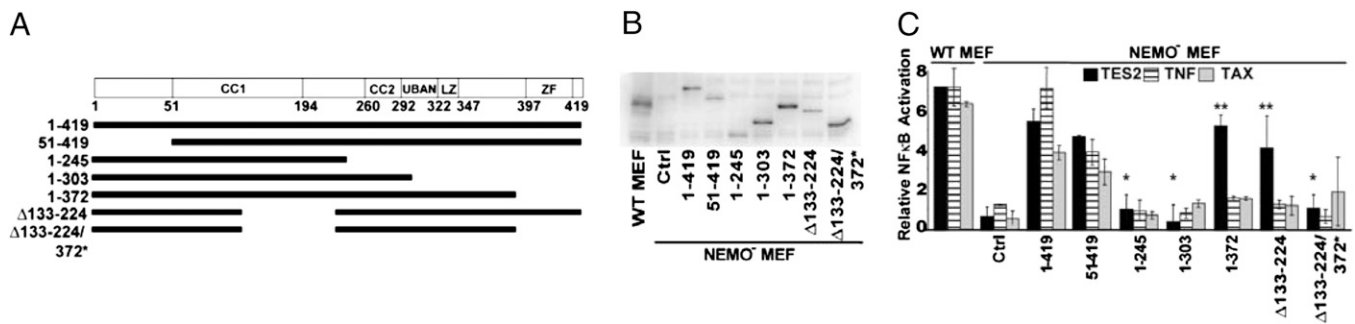 A
CC1 CC2 UBAN LZ ZF
1 51 194 260 292 322 347 397 419
1-419
51-419
1-245
1-303
1-372
Δ133-224
Δ133-224/
372*
B
WT MEF
Ctrl
1-419
51-419
1-245
1-303
1-372
Δ133-224
Δ133-224/
372*
NEMO⁻ MEF
C
WT MEF
NEMO⁻ MEF
TES2 TNF TAX
Relative NFκB Activation
8
6
4
2
0
* * ** ** *
Ctrl
1-419
51-419
1-245
1-303
1-372
Δ133-224
Δ133-224/
372*